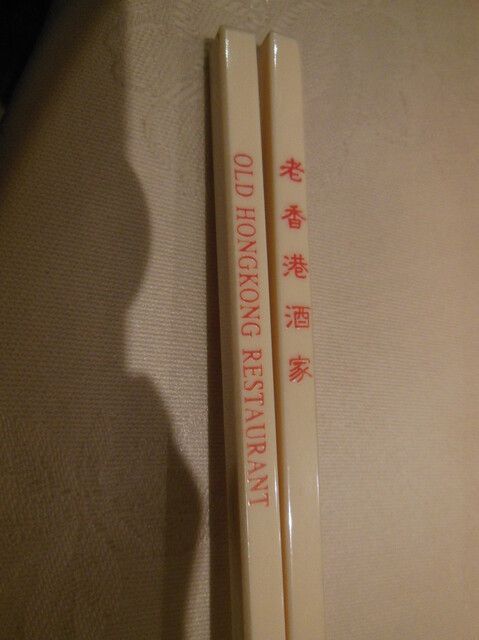 OLD HONGKONG RESTAURANT
老香港酒家